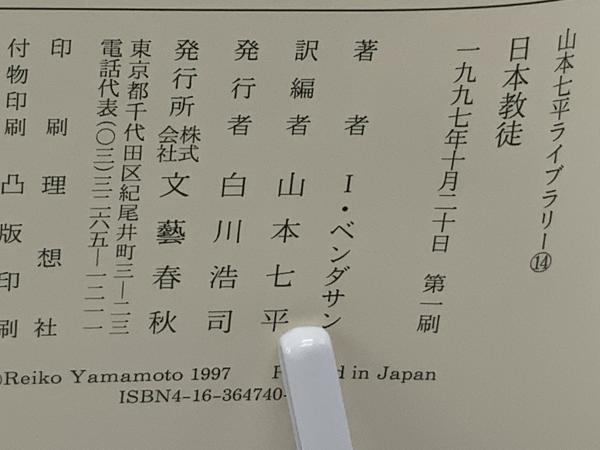 山本七平ライブラリー⑭
日本教徒
一九九七年十月二十日　第一刷
著者　I・ベンダサン
訳編者　山本七平
発行者　白川浩司
発行所　株式会社　文藝春秋
東京都千代田区紀尾井町三―二三
電話代表(〇三)三二六五―一二一一
印刷　理想社
付物印刷　凸版印刷
©Reiko Yamamoto 1997　in Japan
ISBN4-16-364740-